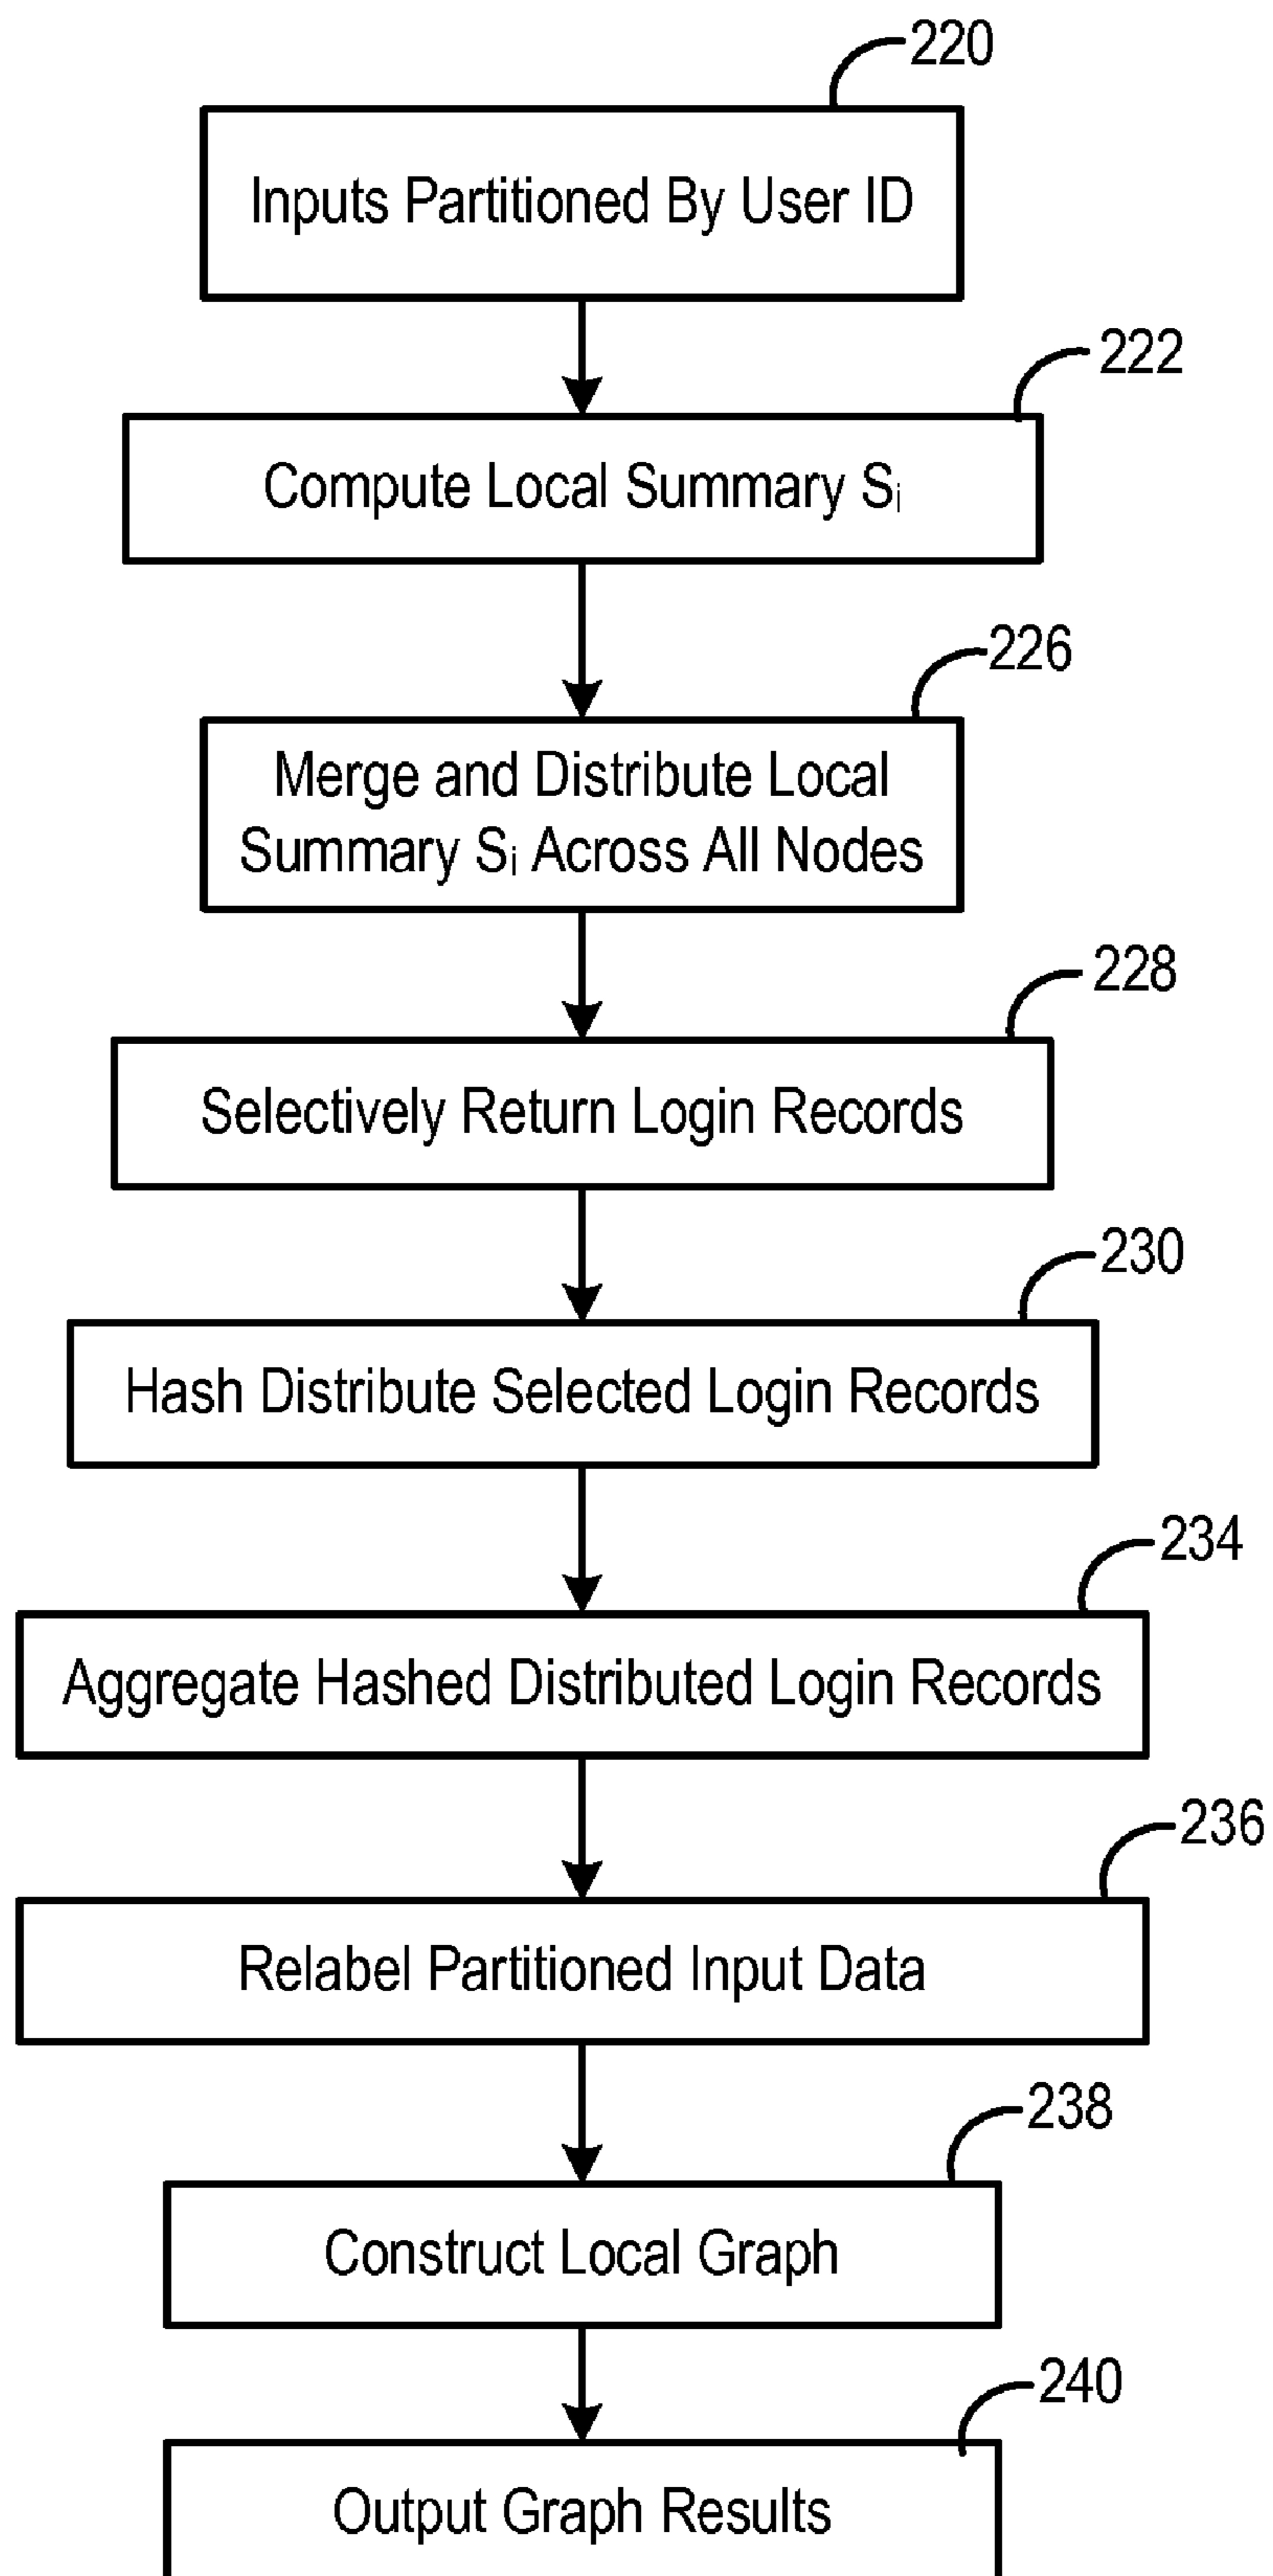 220
Inputs Partitioned By User ID
222
Compute Local Summary Si
226
Merge and Distribute Local
Summary Si Across All Nodes
228
Selectively Return Login Records
230
Hash Distribute Selected Login Records
234
Aggregate Hashed Distributed Login Records
236
Relabel Partitioned Input Data
238
Construct Local Graph
240
Output Graph Results